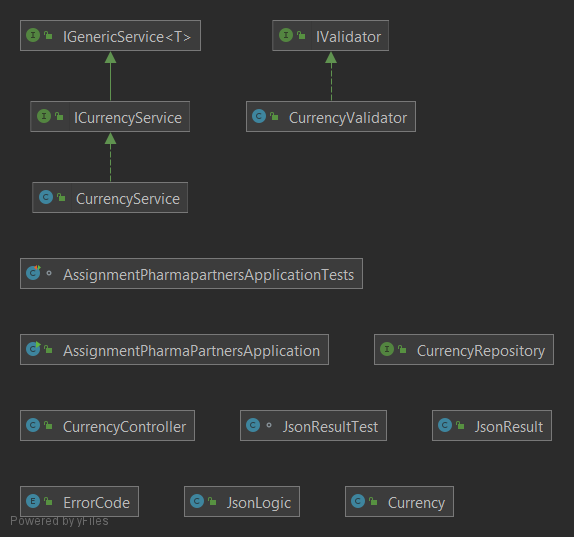 IGenericService<T>
IValidator
ICurrencyService
CurrencyValidator
CurrencyService
AssignmentPharmapartnersApplicationTests
AssignmentPharmaPartnersApplication
CurrencyRepository
CurrencyController
JsonResultTest
JsonResult
ErrorCode
JsonLogic
Currency
Powered by yFiles